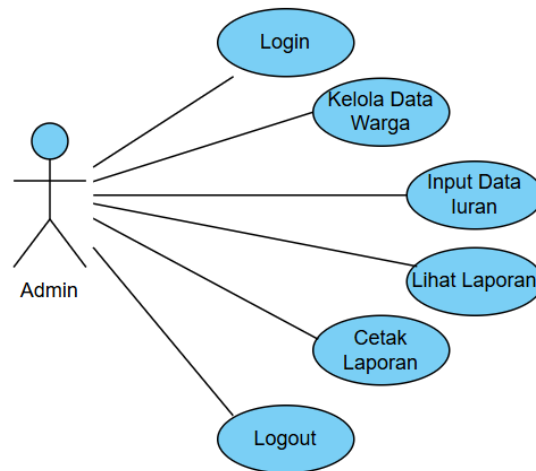 Login
Kelola Data
Warga
Input Data
Iuran
Lihat Laporan
Cetak
Laporan
Logout
Admin